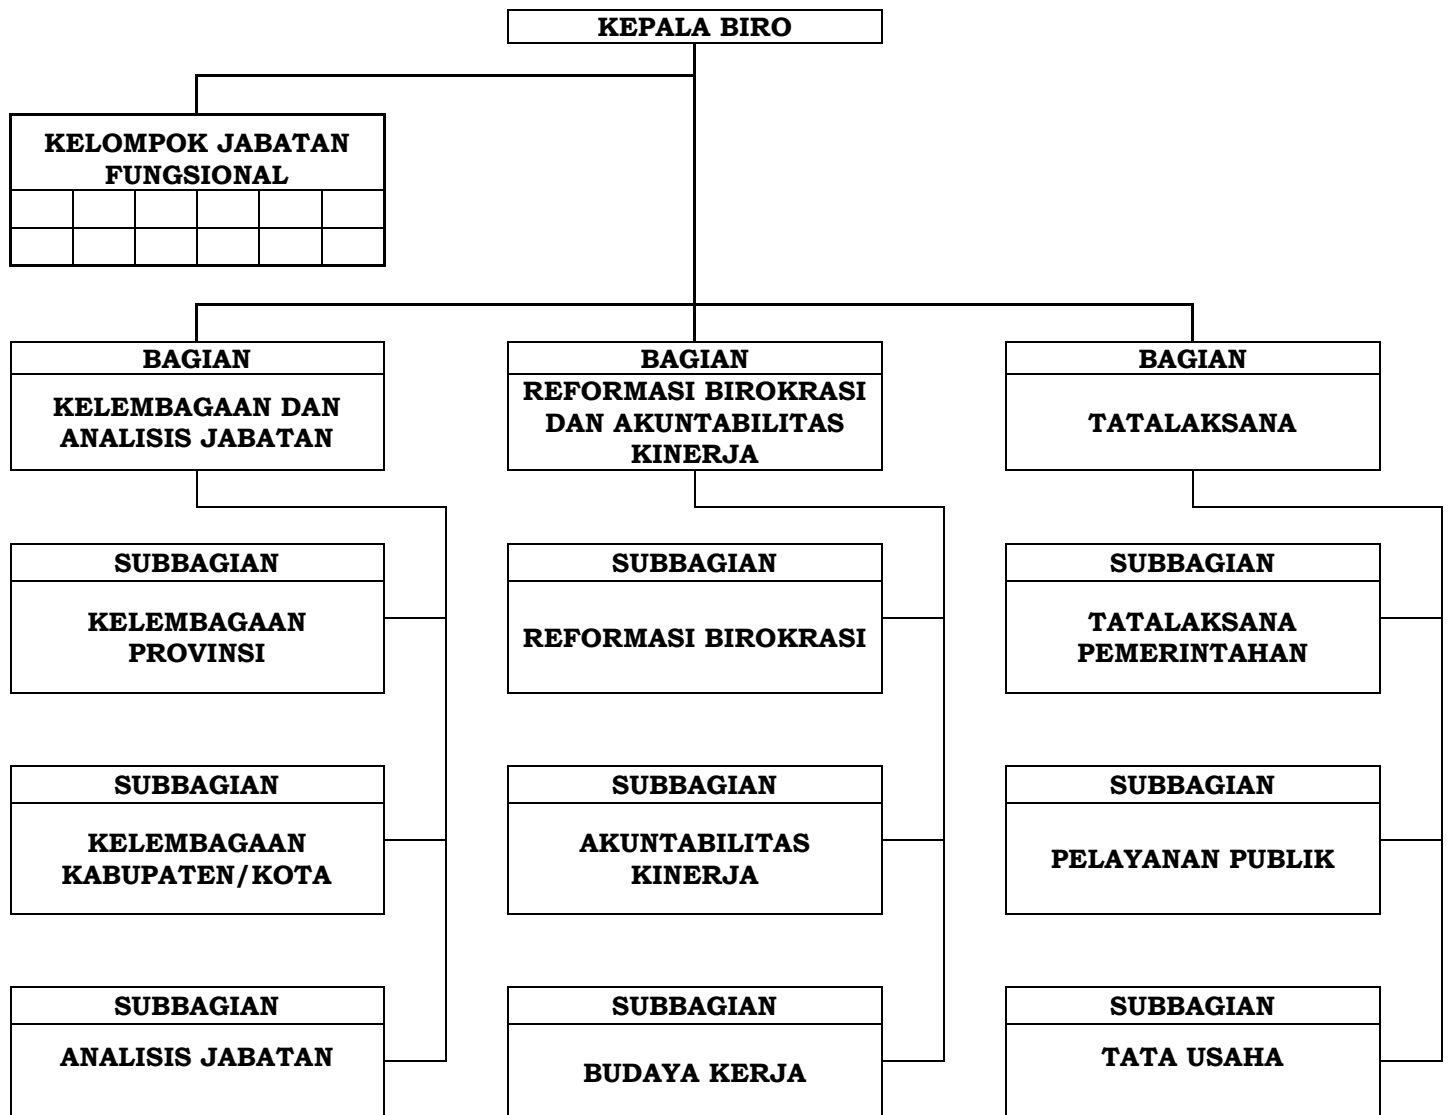 KEPALA BIRO
KELOMPOK JABATAN
FUNGSIONAL
BAGIAN
KELEMBAGAAN DAN
ANALISIS JABATAN
BAGIAN
REFORMASI BIROKRASI
DAN AKUNTABILITAS
KINERJA
BAGIAN
TATALAKSANA
SUBBAGIAN
KELEMBAGAAN
PROVINSI
SUBBAGIAN
REFORMASI BIROKRASI
SUBBAGIAN
TATALAKSANA
PEMERINTAHAN
SUBBAGIAN
KELEMBAGAAN
KABUPATEN/KOTA
SUBBAGIAN
AKUNTABILITAS
KINERJA
SUBBAGIAN
PELAYANAN PUBLIK
SUBBAGIAN
ANALISIS JABATAN
SUBBAGIAN
BUDAYA KERJA
SUBBAGIAN
TATA USAHA